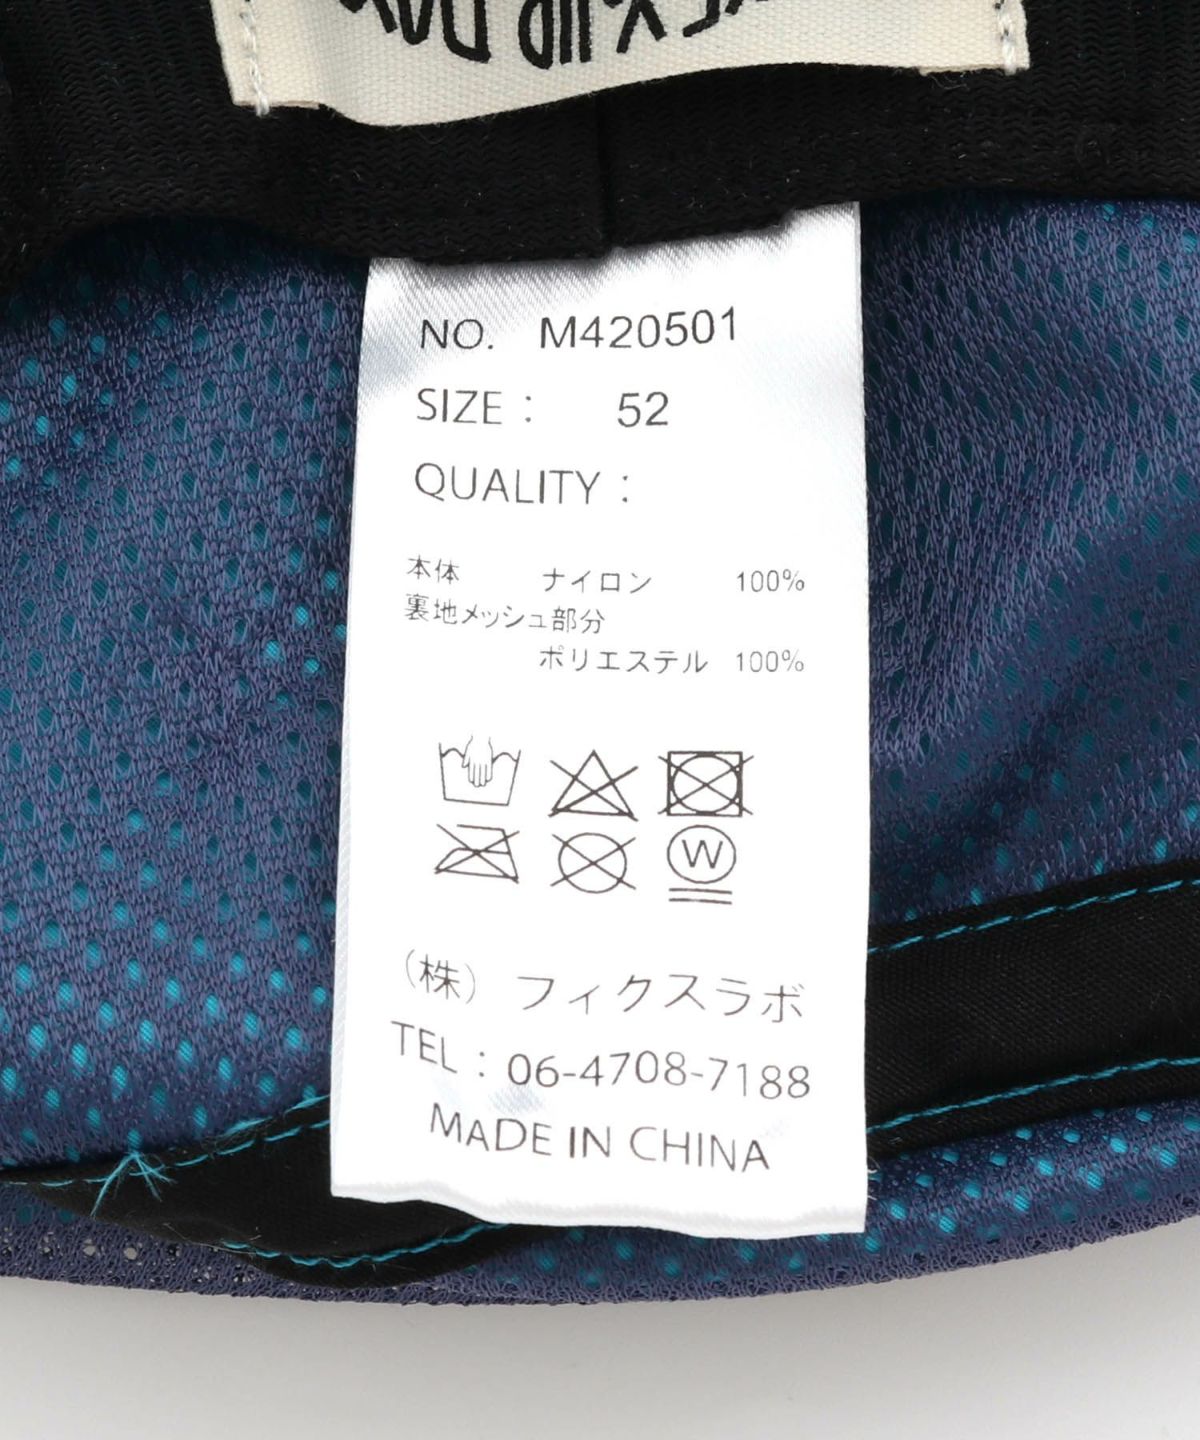 NO. M420501
SIZE : 52
QUALITY :
本体 ナイロン 100%
裏地メッシュ部分
ポリエステル 100%
W
(株) フィクスラボ
TEL : 06-4708-7188
MADE IN CHINA